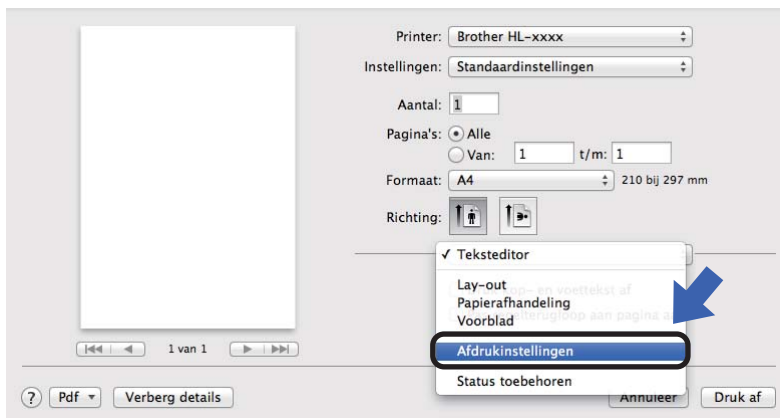 Printer: Brother HL-xxxx
Instellingen: Standaardinstellingen
Aantal: 1
Pagina's: Alle
Van: 1 t/m: 1
Formaat: A4 210 bij 297 mm
Richting:
✓ Teksteditor
Lay-out
Papierafhandeling
Voorblad
Afdrukinstellingen
Status toebehoren
1 van 1
? Pdf Verberg details Annuleer Druk af